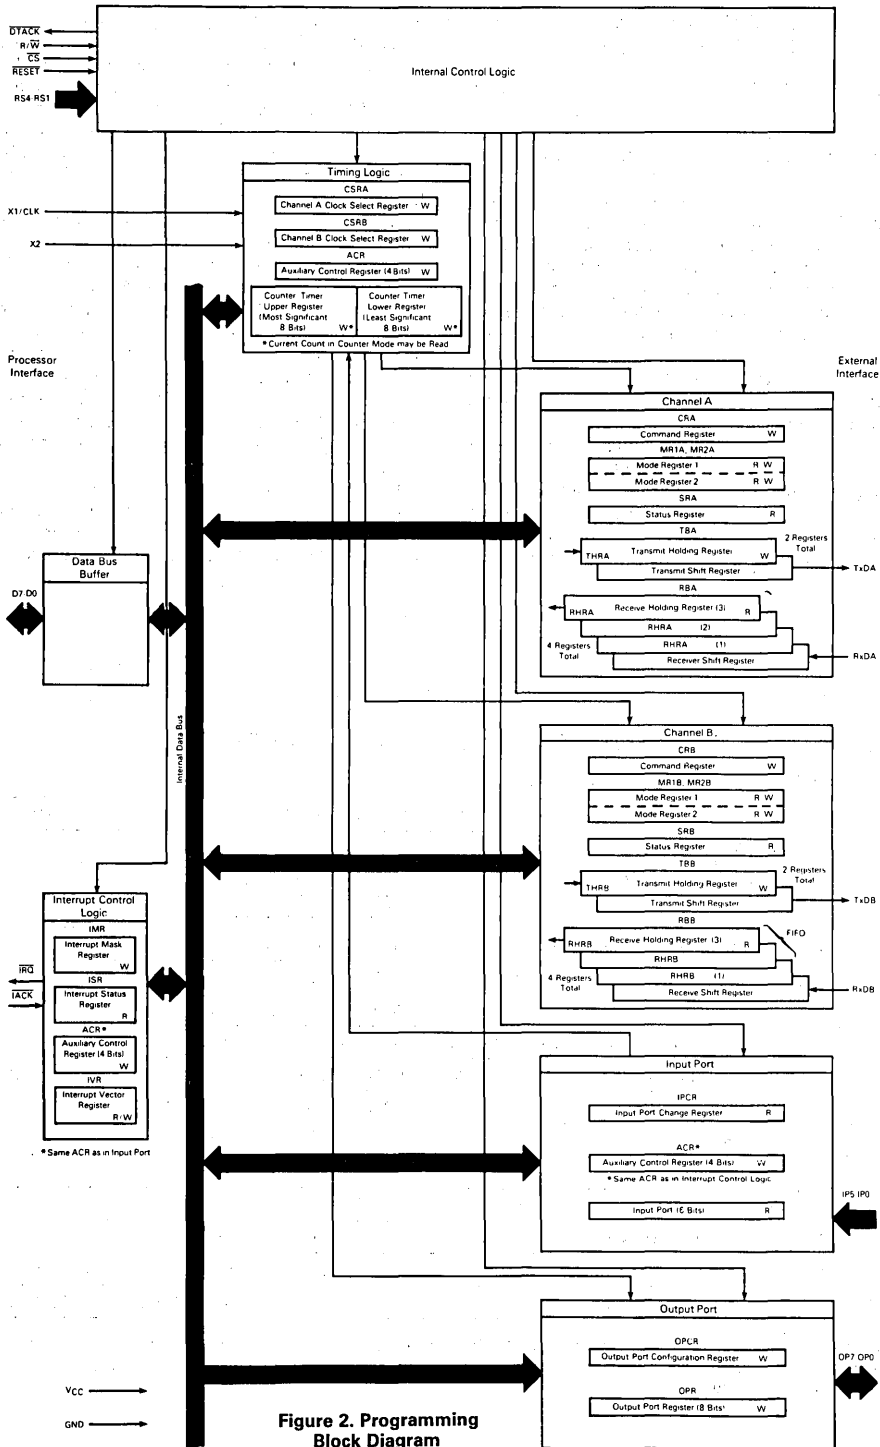 DTACK
R/W
CS
RESET
RS4-RS1
Internal Control Logic
Timing Logic
CSRA
Channel A Clock Select Register W
CSRB
Channel B Clock Select Register W
ACR
Auxiliary Control Register (4 Bits) W
Counter Timer
Upper Register
(Most Significant
8 Bits) W*
Counter Timer
Lower Register
(Least Significant
8 Bits) W*
* Current Count in Counter Mode may be Read
X1/CLK
X2
Processor
Interface
External
Interface
Channel A
CRA
Command Register W
MR1A, MR2A
Mode Register 1 R W
Mode Register 2 R W
SRA
Status Register R
TBA
THRA Transmit Holding Register W
Transmit Shift Register
2 Registers
Total
TxDA
RBA
RHRA Receive Holding Register (3) R
RHRA (2)
RHRA (1)
Receiver Shift Register
4 Registers
Total
RxDA
Data Bus
Buffer
D7-D0
Internal Data Bus
Channel B.
CRB
Command Register W
MR1B, MR2B
Mode Register 1 R W
Mode Register 2 R W
SRB
Status Register R
TBB
THRB Transmit Holding Register W
Transmit Shift Register
2 Registers
Total
TxDB
RBB
RHRB Receive Holding Register (3) R
FIFO
RHRB
RHRB (1)
Receive Shift Register
4 Registers
Total
RxDB
Interrupt Control
Logic
IMR
Interrupt Mask
Register
W
ISR
Interrupt Status
Register
R
ACR*
Auxiliary Control
Register (4 Bits)
W
IVR
Interrupt Vector
Register
R/W
* Same ACR as in Input Port
IRQ
IACK
Input Port
IPCR
Input Port Change Register R
ACR*
Auxiliary Control Register (4 Bits) W
* Same ACR as in Interrupt Control Logic
Input Port (6 Bits) R
IP5 IP0
Output Port
OPCR
Output Port Configuration Register W
OPR
Output Port Register (8 Bits) W
OP7 OP0
VCC
GND
Figure 2. Programming
Block Diagram